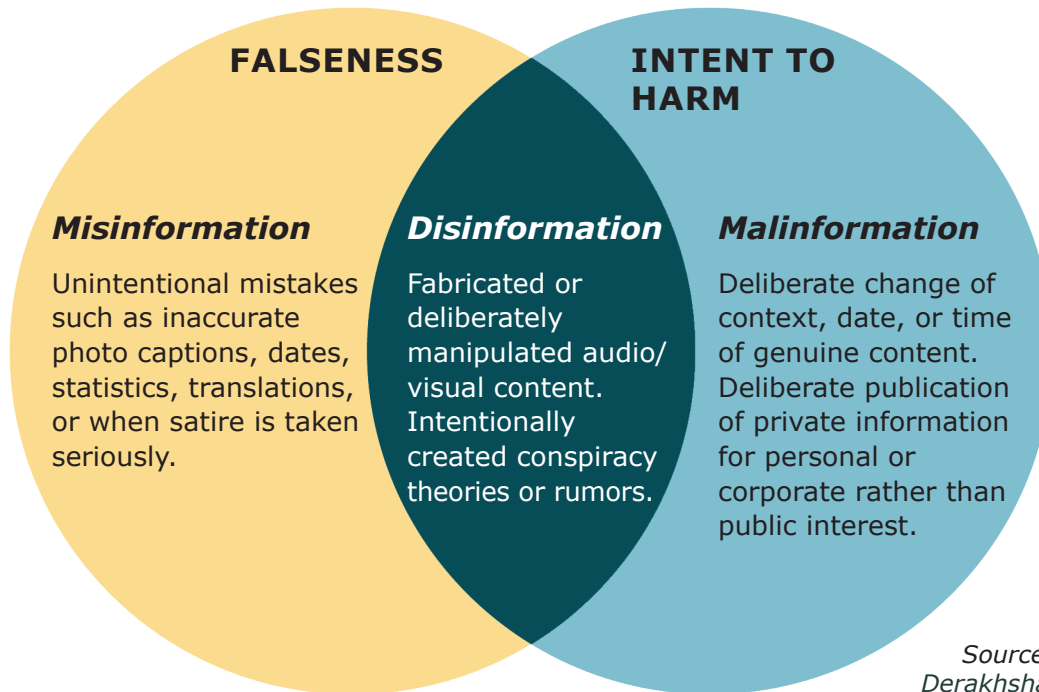 FALSENESS
INTENT TO
HARM
Misinformation
Unintentional mistakes
such as inaccurate
photo captions, dates,
statistics, translations,
or when satire is taken
seriously.
Disinformation
Fabricated or
deliberately
manipulated audio/
visual content.
Intentionally
created conspiracy
theories or rumors.
Malinformation
Deliberate change of
context, date, or time
of genuine content.
Deliberate publication
of private information
for personal or
corporate rather than
public interest.
Source
Derakhsha